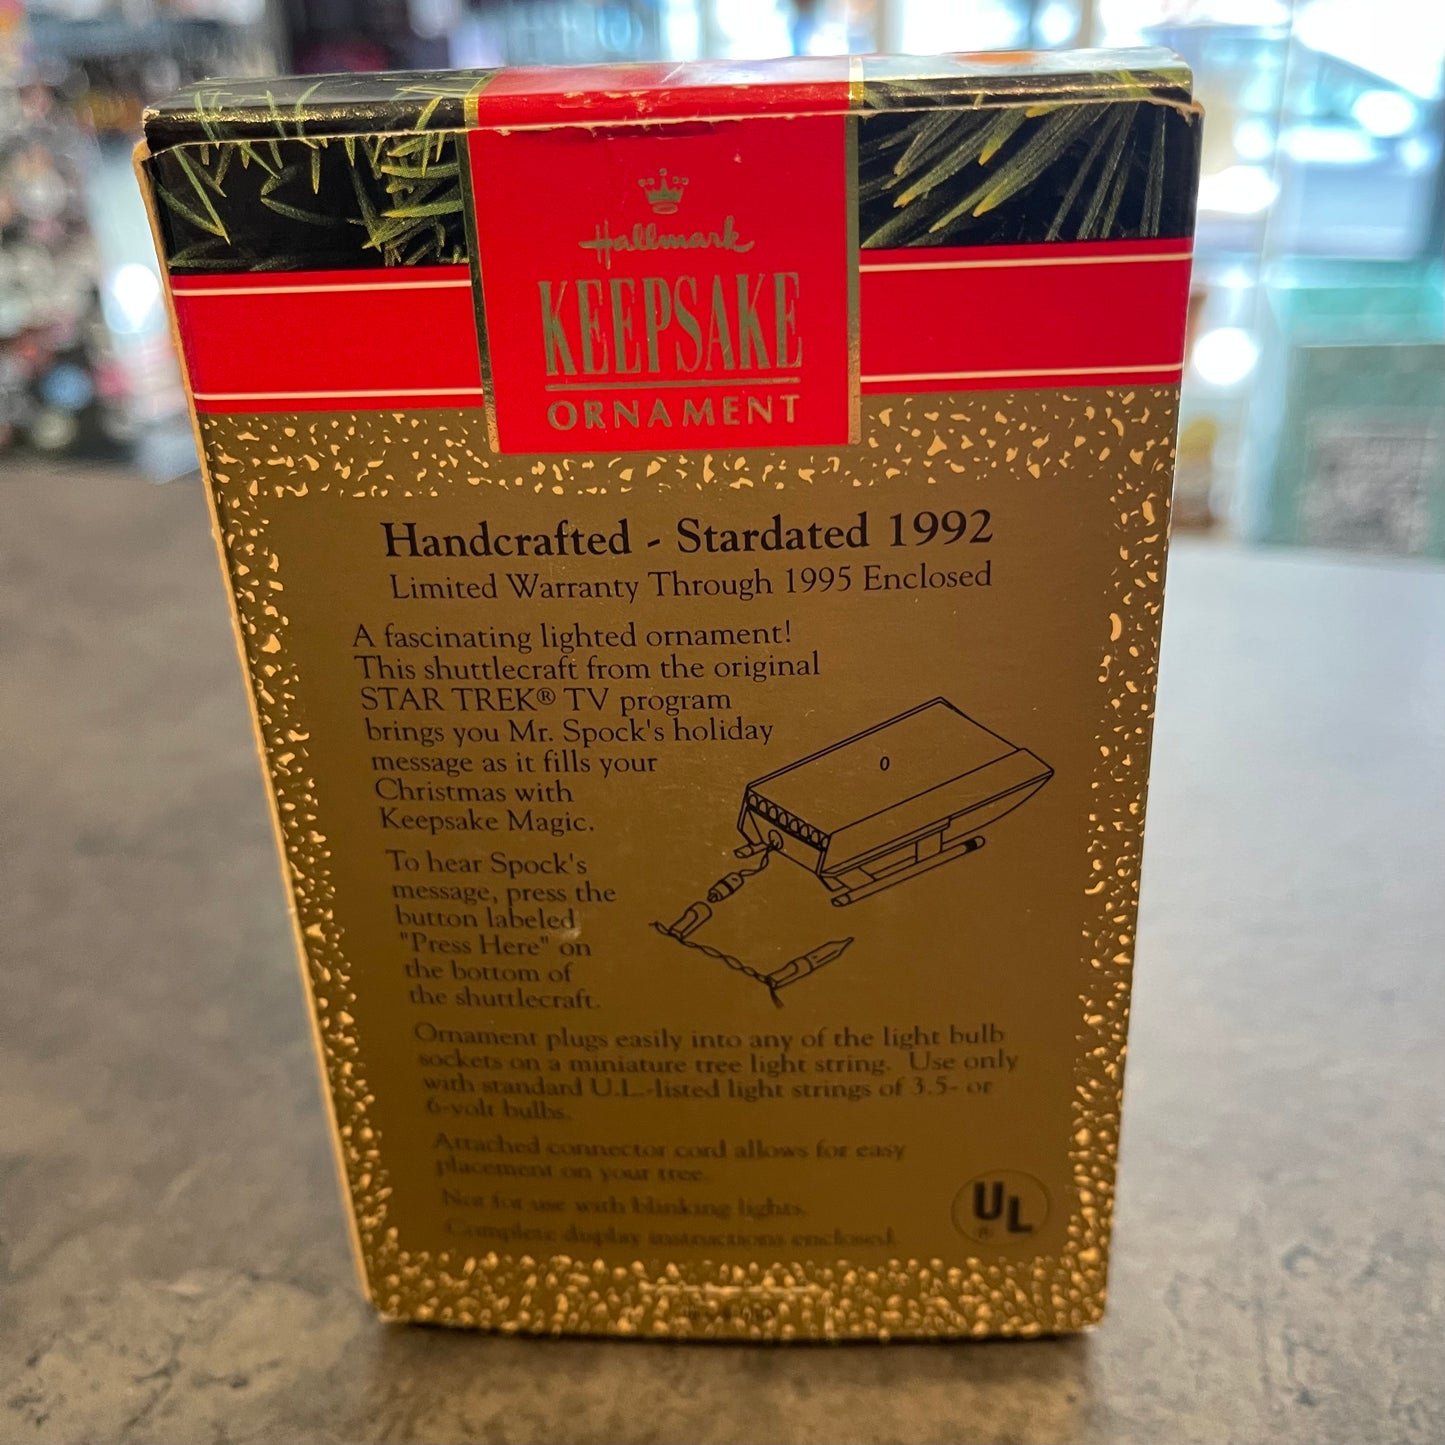 Hallmark
KEEPSAKE
ORNAMENT
Handcrafted - Stardated 1992
Limited Warranty Through 1995 Enclosed
A fascinating lighted ornament!
This shuttlecraft from the original
STAR TREK® TV program
brings you Mr. Spock's holiday
message as it fills your
Christmas with
Keepsake Magic.
To hear Spock's
message, press the
button labeled
"Press Here" on
the bottom of
the shuttlecraft.
Ornament plugs easily into any of the light bulb
sockets on a miniature tree light string. Use only
with standard U.L.-listed light strings of 3.5- or
6-volt bulbs.
Attached connector cord allows for easy
placement on your tree.
Not for use with blinking lights.
Complete display instructions enclosed.
UL